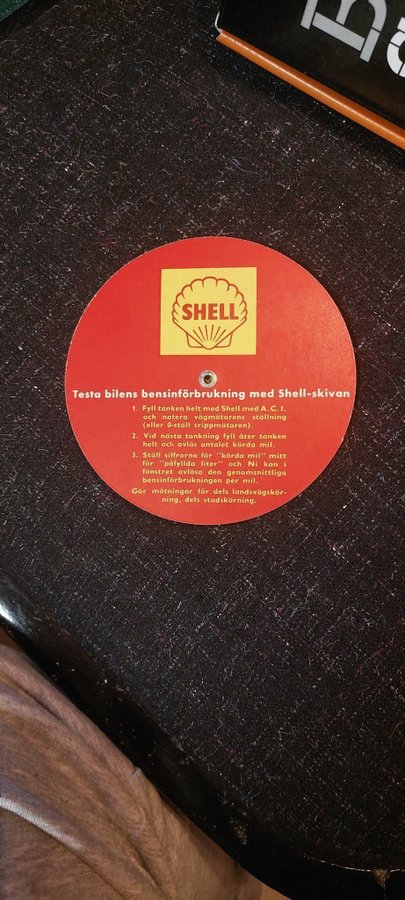 SHELL
Testa bilens bensinförbrukning med Shell-skivan
1. Fyll tanken helt med Shell med A. C. I.
och notera vägmätarens ställning
(eller 0-ställ trippmätaren).
2. Vid nästa tankning fyll åter tanken
helt och avläs antalet körda mil.
3. Ställ siffrorna för "körda mil" mitt
för "påfyllda liter" och Ni kan i
fönstret avläsa den genomsnittliga
bensinförbrukningen per mil.
Gör mätningar för dels landsvägskör-
ning, dels stadskörning.